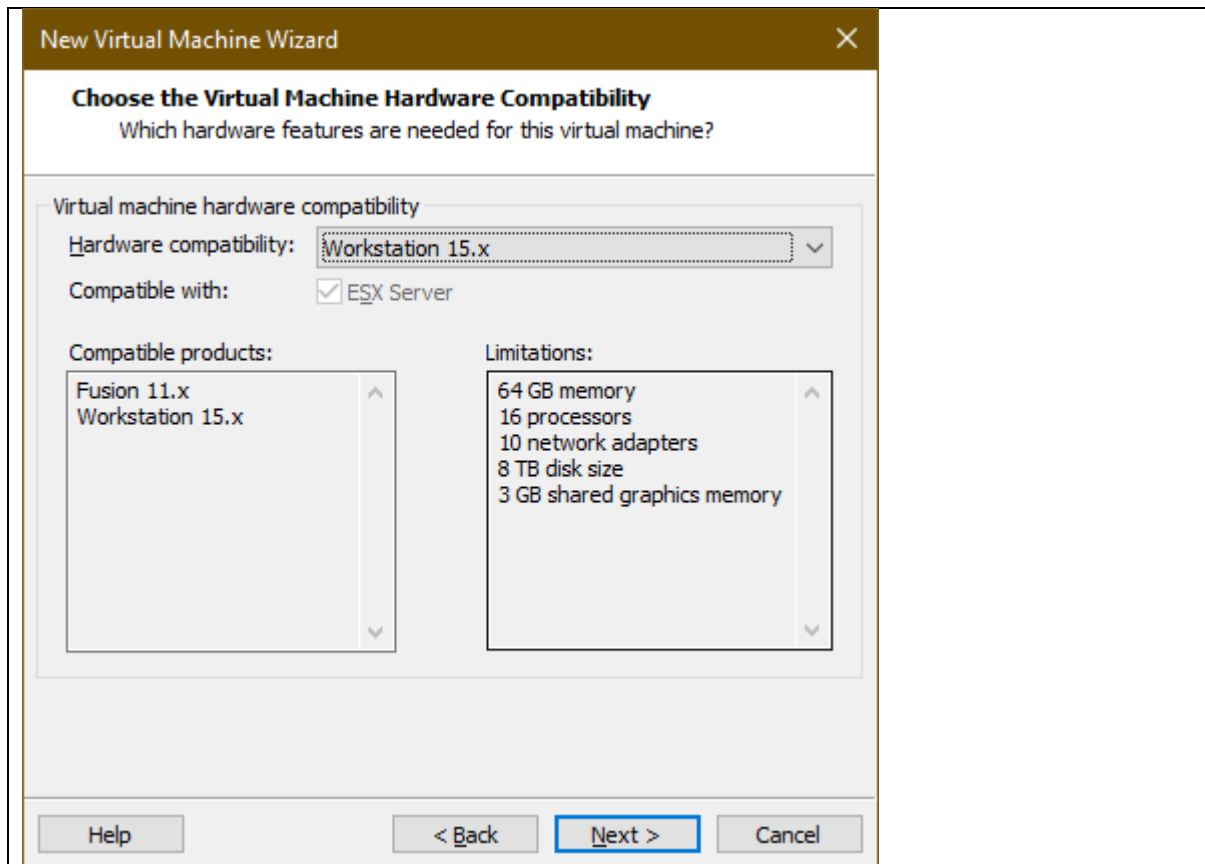 New Virtual Machine Wizard
Choose the Virtual Machine Hardware Compatibility
Which hardware features are needed for this virtual machine?
Virtual machine hardware compatibility
Hardware compatibility: Workstation 15.x
Compatible with: ESX Server
Compatible products: Limitations:
Fusion 11.x 64 GB memory
Workstation 15.x 16 processors
10 network adapters
8 TB disk size
3 GB shared graphics memory
Help < Back Next > Cancel